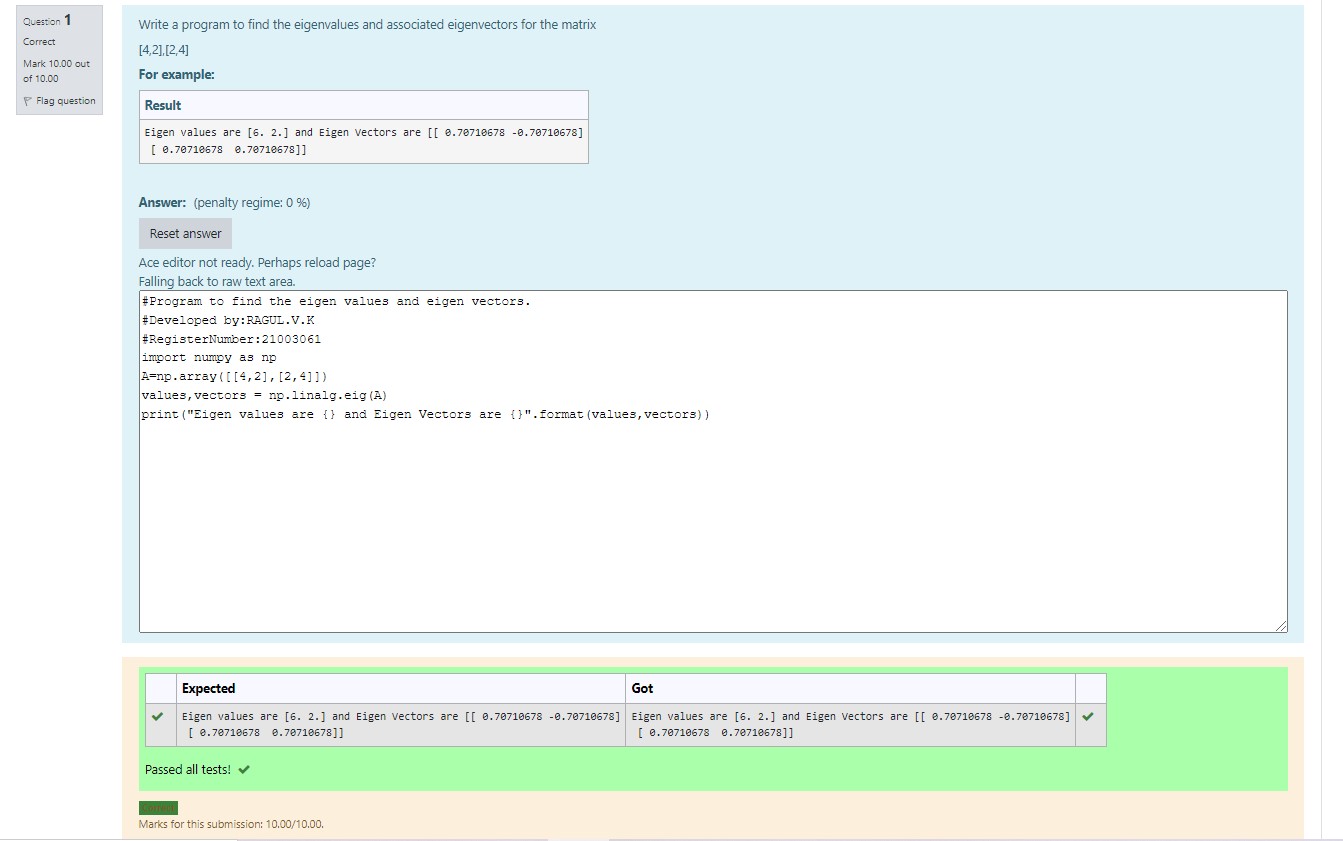 Question 1
Correct
Mark 10.00 out
of 10.00
Flag question
Write a program to find the eigenvalues and associated eigenvectors for the matrix
[4,2],[2,4]
For example:
Result
Eigen values are [6. 2.] and Eigen Vectors are [[ 0.70710678 -0.70710678]
[ 0.70710678  0.70710678]]
Answer: (penalty regime: 0 %)
Reset answer
Ace editor not ready. Perhaps reload page?
Falling back to raw text area.
#Program to find the eigen values and eigen vectors.
#Developed by:RAGUL.V.K
#RegisterNumber:21003061
import numpy as np
A=np.array([[4,2],[2,4]])
values,vectors = np.linalg.eig(A)
print("Eigen values are {} and Eigen Vectors are {}".format(values,vectors))
Expected Got
Eigen values are [6. 2.] and Eigen Vectors are [[ 0.70710678 -0.70710678] Eigen values are [6. 2.] and Eigen Vectors are [[ 0.70710678 -0.70710678]
[ 0.70710678  0.70710678]] [ 0.70710678  0.70710678]]
Passed all tests!
Marks for this submission: 10.00/10.00.